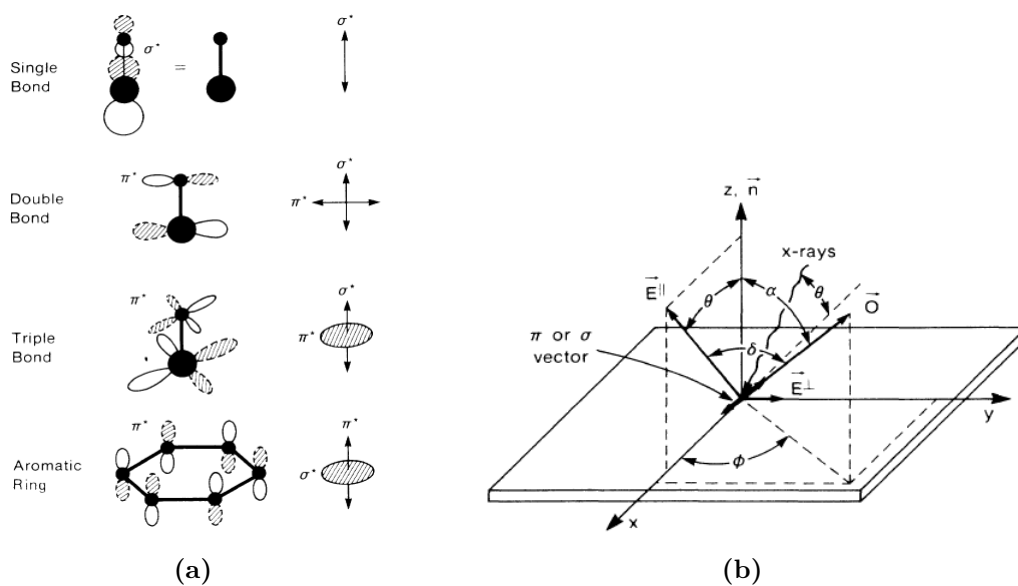 σ*
σ*
=
Single
Bond
σ*
π*
π*
Double
Bond
σ*
π*
π*
Triple
Bond
π*
π*
σ*
Aromatic
Ring
(a)
z, n⃗
x-rays
E⃗∥
θ
α
θ
O⃗
π or σ
vector
δ
E⃗⊥
y
ϕ
x
(b)